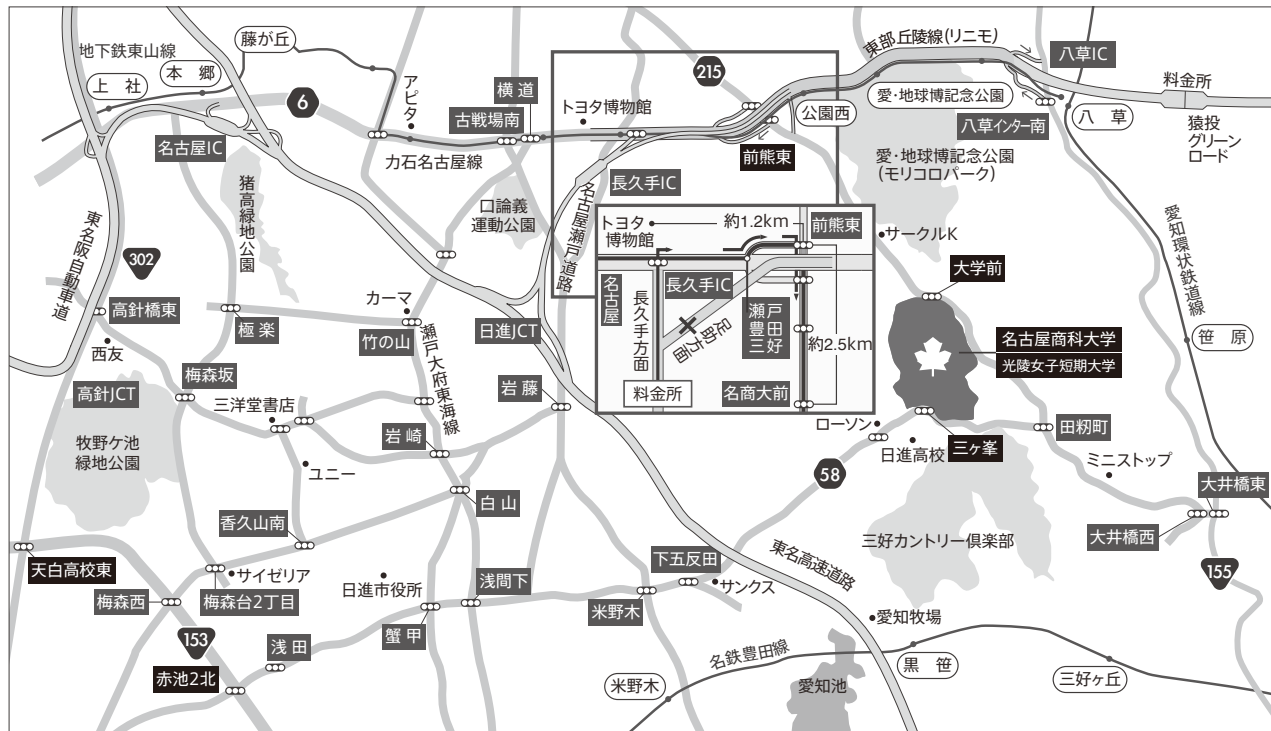 地下鉄東山線
藤が丘
上 社
本 郷
6
名古屋IC
アピタ
力石名古屋線
横 道
古戦場南
トヨタ博物館
215
東部丘陵線(リニモ)
公園西
前熊東
長久手IC
愛・地球博記念公園
愛・地球博記念公園
(モリコロパーク)
八草IC
八草インター南
八 草
料金所
猿投
グリーン
ロード
猪高緑地公園
口論義
運動公園
名古屋瀬戸道路
東名阪自動車道
302
高針橋東
西友
高針JCT
極 楽
梅森坂
カーマ
竹の山
瀬戸大府東海線
日進JCT
トヨタ
博物館
約1.2km
前熊東
名古屋
長久手方面
長久手IC
足助方面
瀬戸
豊田
三好
約2.5km
料金所
名商大前
サークルK
大学前
名古屋商科大学
光陵女子短期大学
愛知環状鉄道線
笹 原
牧野ケ池
緑地公園
三洋堂書店
ユニー
岩 崎
岩 藤
ローソン
日進高校
三ヶ峯
田籾町
ミニストップ
大井橋東
大井橋西
58
白 山
香久山南
天白高校東
サイゼリア
梅森西
梅森台2丁目
日進市役所
浅間下
下五反田
サンクス
東名高速道路
三好カントリー倶楽部
155
153
赤池2北
浅 田
蟹 甲
米野木
愛知牧場
名鉄豊田線
米野木
愛知池
黒 笹
三好ヶ丘